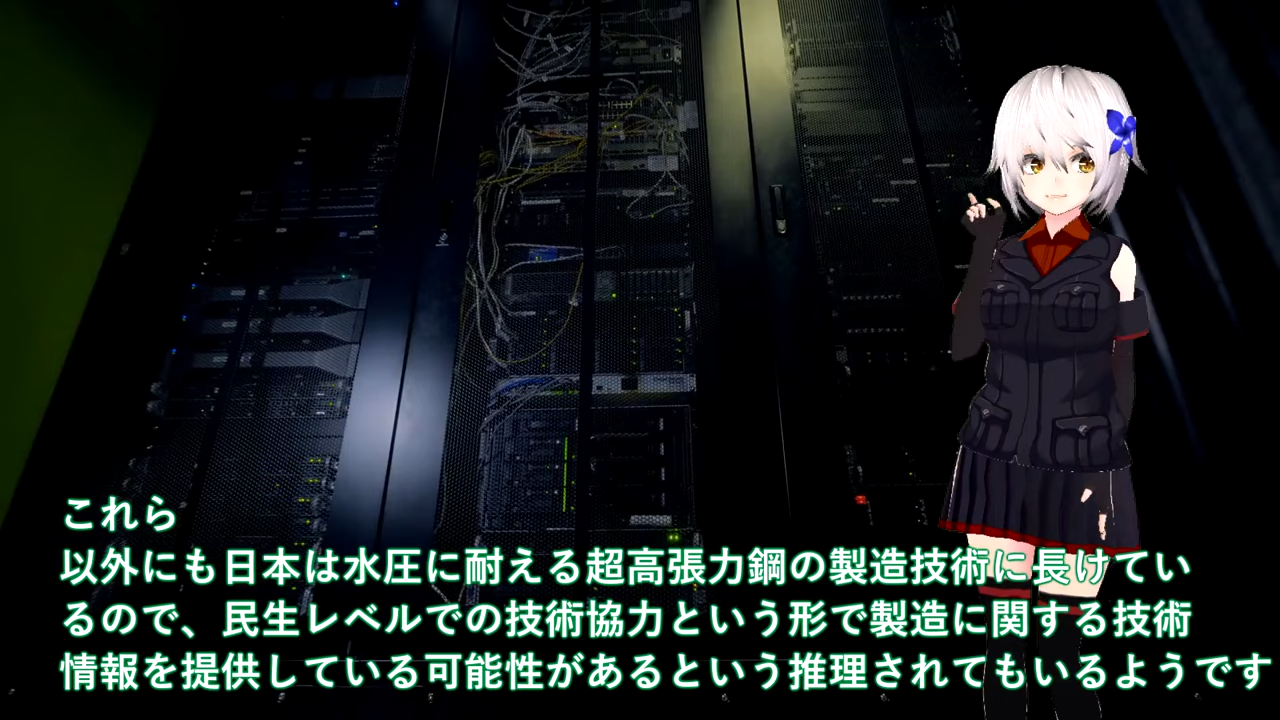 これら
以外にも日本は水圧に耐える超高張力鋼の製造技術に長けてい
るので、民生レベルでの技術協力という形で製造に関する技術
情報を提供している可能性があるという推理されてもいるようです